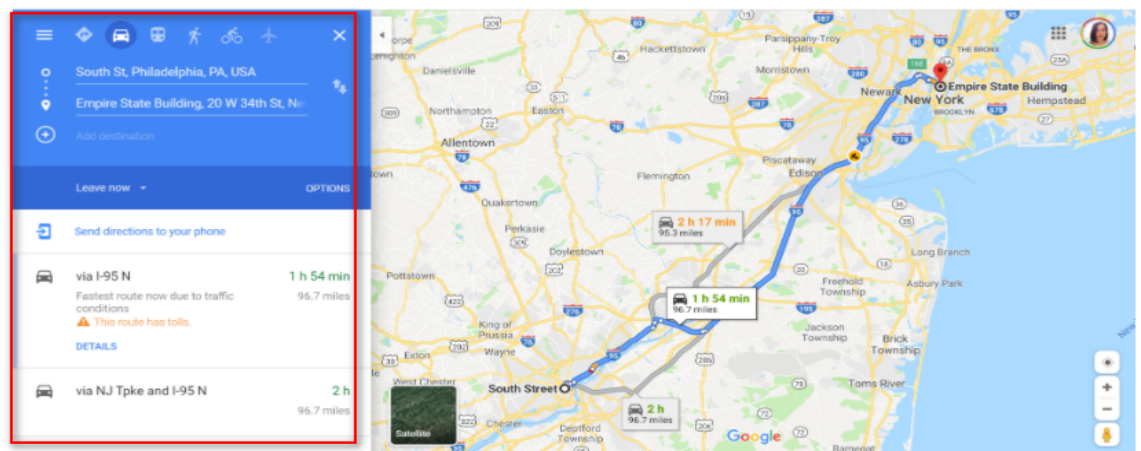 South St, Philadelphia, PA, USA
Empire State Building, 20 W 34th St, Ne
Add destination
Leave now
OPTIONS
Send directions to your phone
via I-95 N
1 h 54 min
Fastest route now due to traffic
96.7 miles
conditions
This route has tolls.
DETAILS
via NJ Tpke and I-95 N
2 h
96.7 miles
Hackettstown
Parsippany-Troy
Hills
THE BRONX
Danielsville
Morristown
Empire State Building
Newark
New York
Hempstead
BROOKLYN
Northampton
Easton
Allentown
Piscataway
Edison
Flemington
Quakertown
2 h 17 min
95.3 miles
Perkasie
Doylestown
Long Branch
Pottstown
Freehold
Township
Asbury Park
1 h 54 min
96.7 miles
King of
Prussia
Jackson
Township
Brick
Township
Exton
Wayne
West Chester
South Street
Toms River
2 h
96.7 miles
Satellite
Chester
Deptford
Township
Google
Barnegat